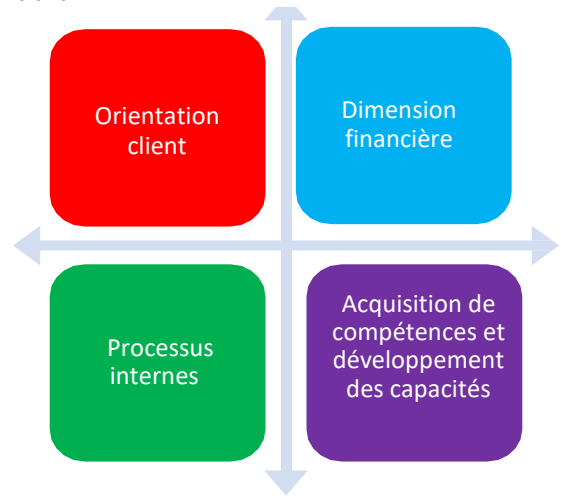 Orientation
client
Dimension
financière
Processus
internes
Acquisition de
compétences et
développement
des capacités